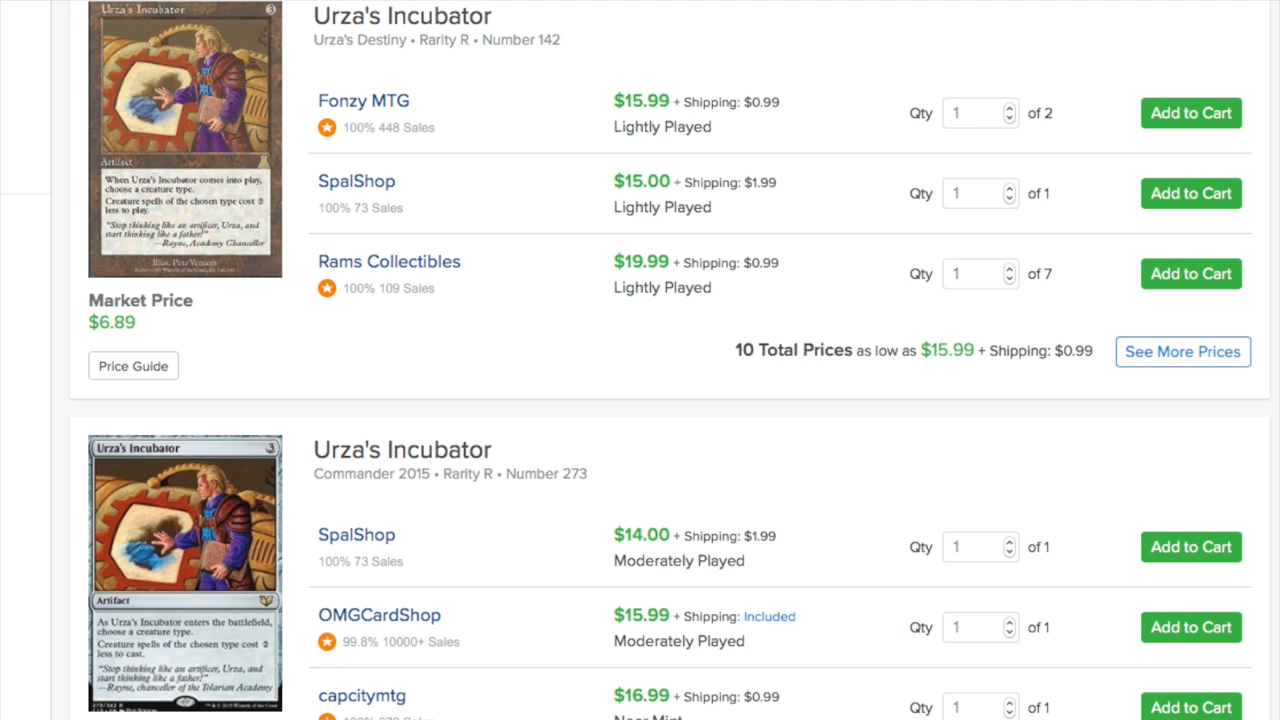 Urza's Incubator 3
Artifact
When Urza's Incubator comes into play,
choose a creature type.
Creature spells of the chosen type cost 2
less to play.
"Stop thinking like an artificer, Urza, and
start thinking like a father!"
—Rayne, Academy Chancellor
Illus. Pete Venters
Market Price
$6.89
Price Guide
Urza's Incubator
Urza's Destiny • Rarity R • Number 142
Fonzy MTG
100% 448 Sales
$15.99 + Shipping: $0.99
Lightly Played
Qty 1 of 2
Add to Cart
SpalShop
100% 73 Sales
$15.00 + Shipping: $1.99
Lightly Played
Qty 1 of 1
Add to Cart
Rams Collectibles
100% 109 Sales
$19.99 + Shipping: $0.99
Lightly Played
Qty 1 of 7
Add to Cart
10 Total Prices as low as $15.99 + Shipping: $0.99
See More Prices
Urza's Incubator 3
Artifact
As Urza's Incubator enters the battlefield,
choose a creature type.
Creature spells of the chosen type cost 2
less to cast.
"Stop thinking like an artificer, Urza, and
start thinking like a father!"
—Rayne, chancellor of the Tolarian Academy
Urza's Incubator
Commander 2015 • Rarity R • Number 273
SpalShop
100% 73 Sales
$14.00 + Shipping: $1.99
Moderately Played
Qty 1 of 1
Add to Cart
OMGCardShop
99.8% 10000+ Sales
$15.99 + Shipping: Included
Moderately Played
Qty 1 of 1
Add to Cart
capcitymtg
$16.99 + Shipping: $0.99
Near Mint
Qty 1 of 1
Add to Cart